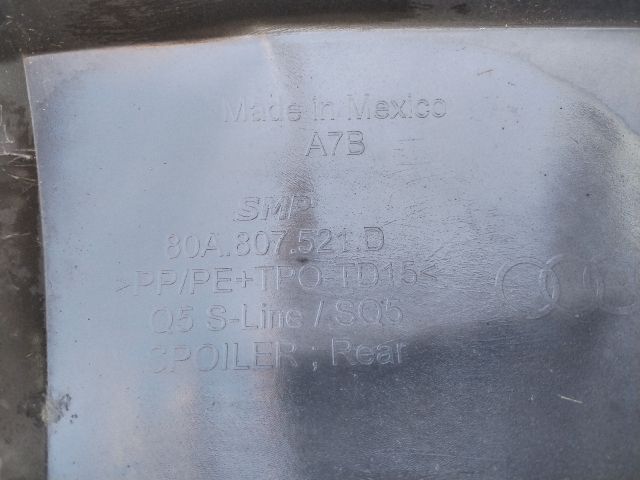 Made in Mexico
A7B
SMP
80A.807.521.D
>PP/PE+TPO-TD15<
Q5 S-Line / SQ5
SPOILER ; Rear